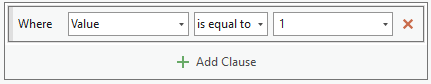 Where Value is equal to 1
Add Clause